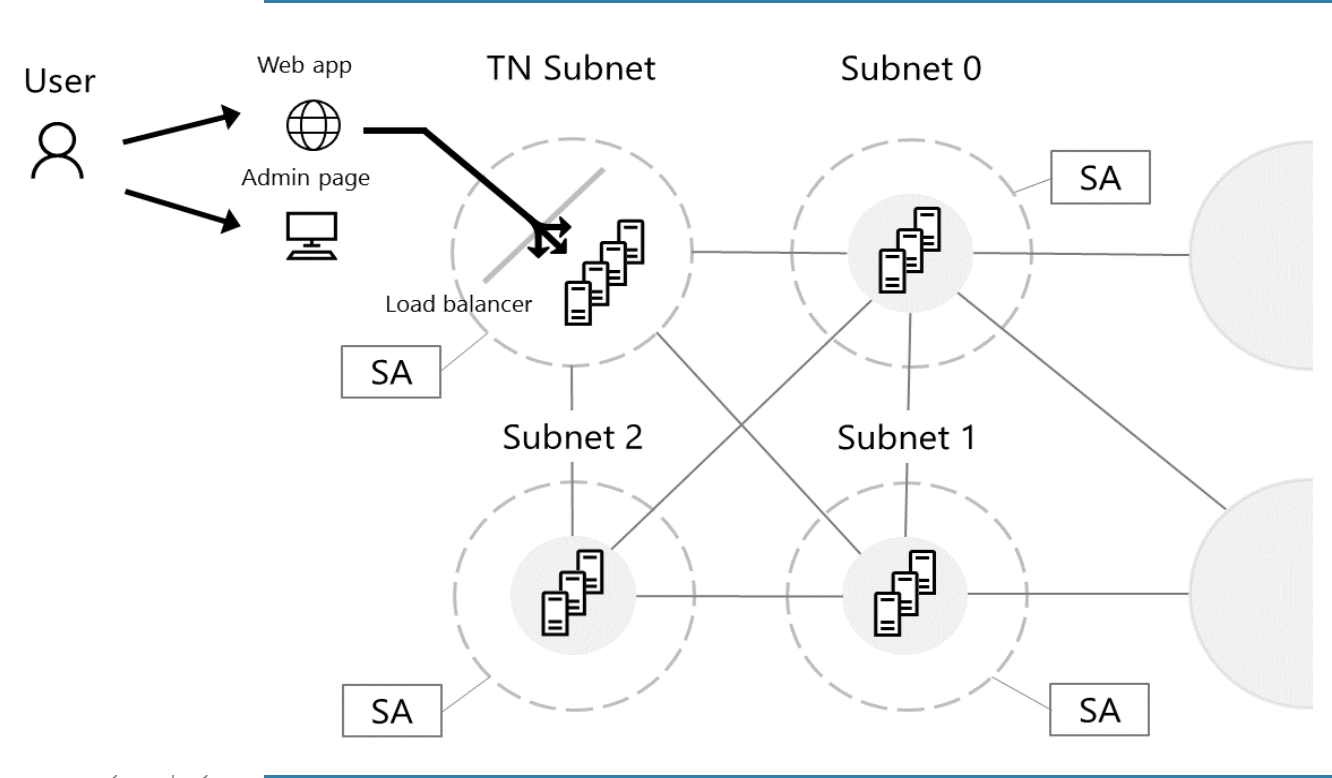 User
Web app
Admin page
TN Subnet
Subnet 0
SA
Load balancer
SA
Subnet 2
Subnet 1
SA
SA